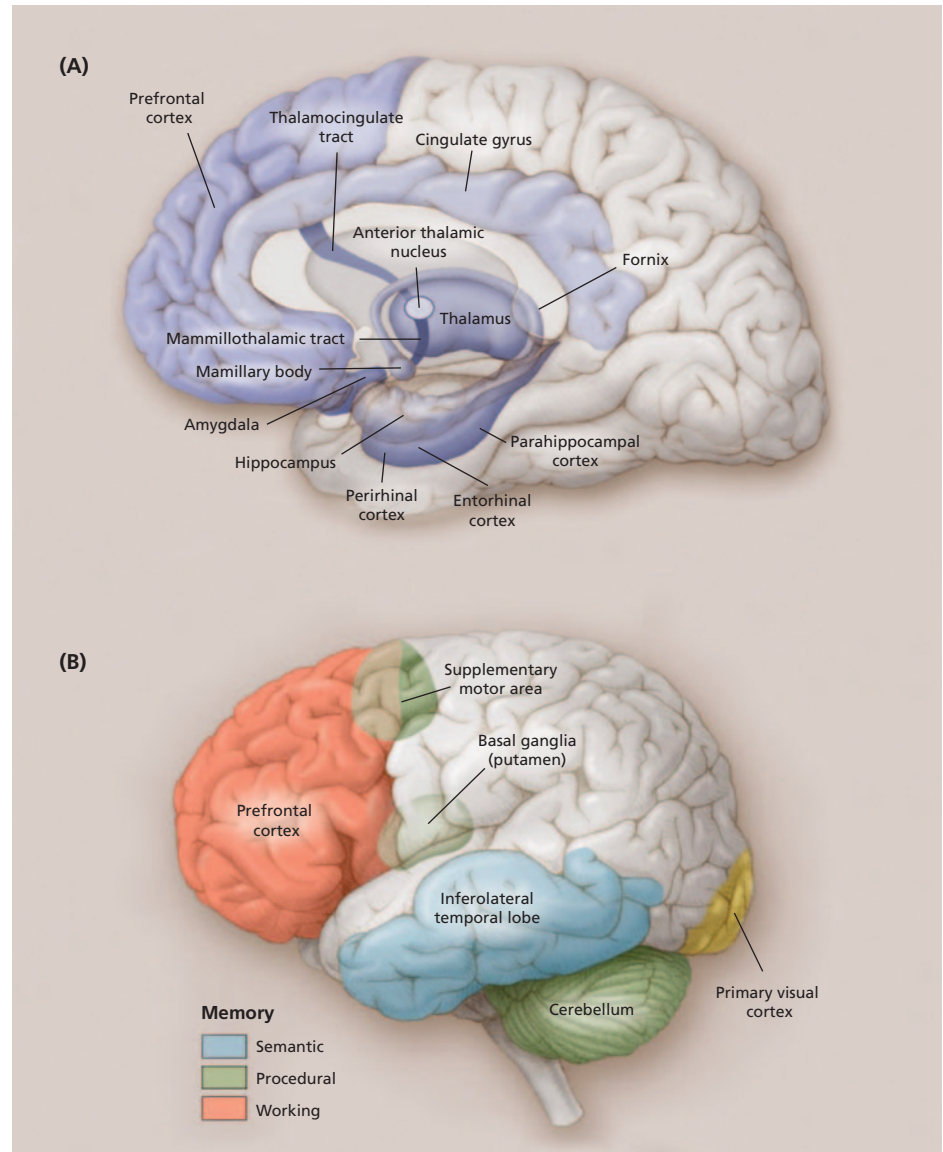 (A)
Prefrontal
cortex
Thalamocingulate
tract
Cingulate gyrus
Anterior thalamic
nucleus
Fornix
Thalamus
Mammillothalamic tract
Mamillary body
Amygdala
Hippocampus
Parahippocampal
cortex
Perirhinal
cortex
Entorhinal
cortex
(B)
Supplementary
motor area
Basal ganglia
(putamen)
Prefrontal
cortex
Inferolateral
temporal lobe
Primary visual
cortex
Cerebellum
Memory
Semantic
Procedural
Working